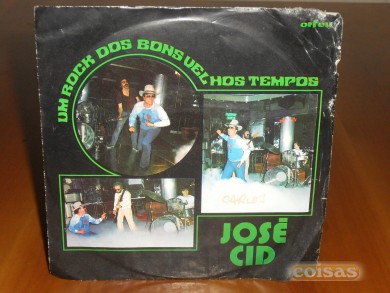 orfeu
UM ROCK DOS BONS VELHOS TEMPOS
JOSÉ
CID
coisas